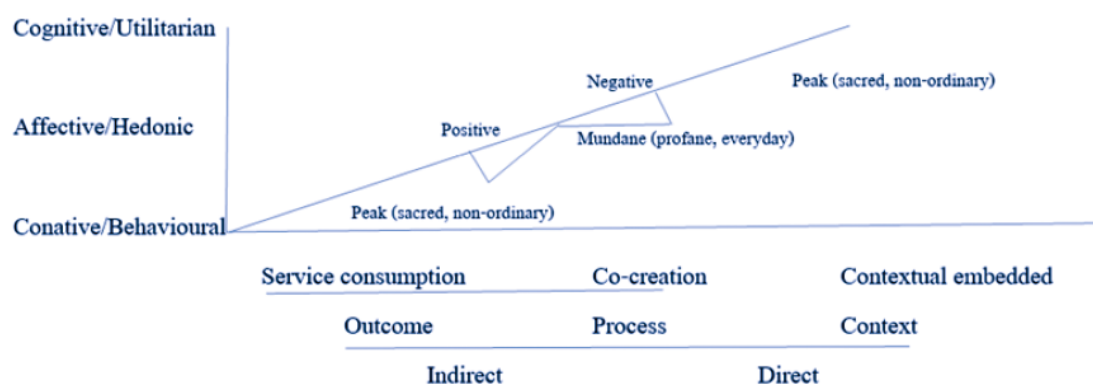 Cognitive/Utilitarian
Negative
Peak (sacred, non-ordinary)
Affective/Hedonic
Positive
Mundane (profane, everyday)
Peak (sacred, non-ordinary)
Conative/Behavioural
Service consumption Co-creation Contextual embedded
Outcome Process Context
Indirect Direct